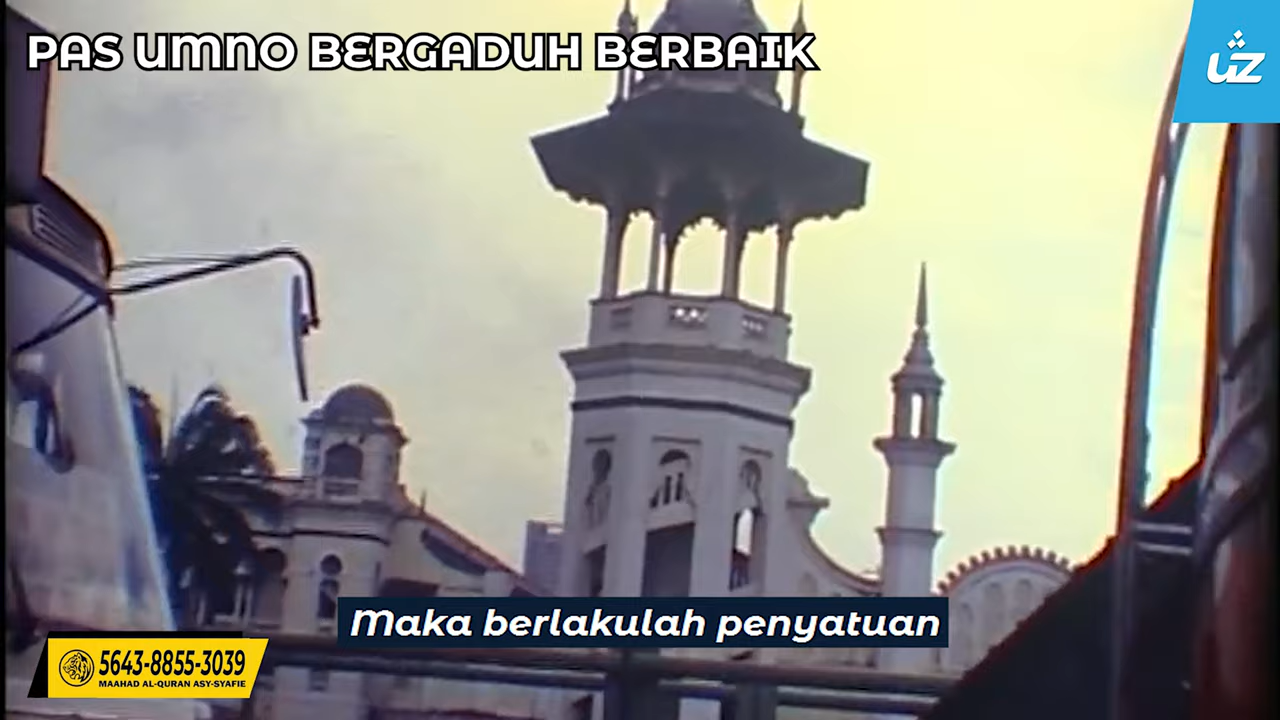 PAS UMNO BERGADUH BERBAIK
uz
Maka berlakulah penyatuan
5643-8855-3039
MAAHAD AL-QURAN ASY-SYAFIE